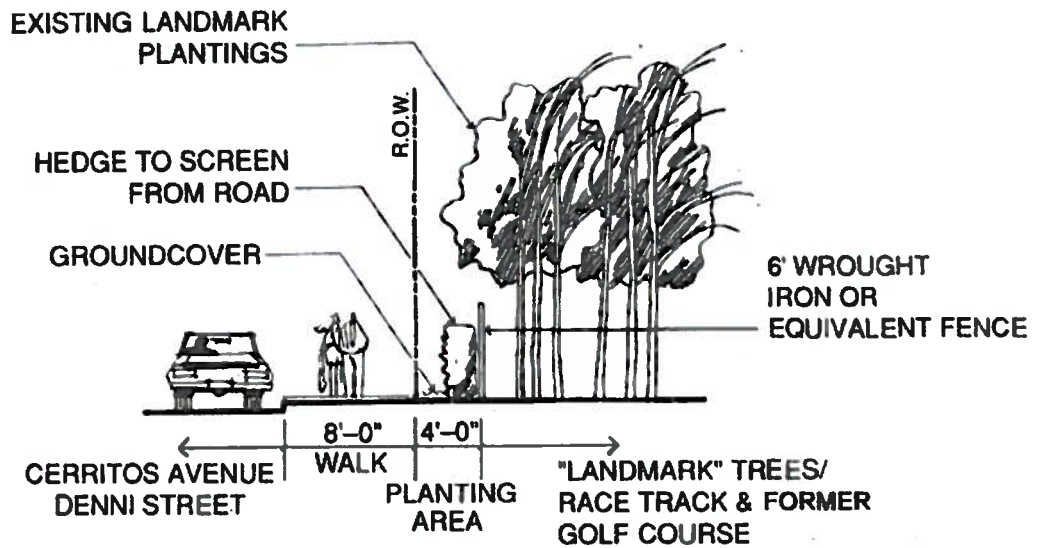 EXISTING LANDMARK
PLANTINGS
R.O.W.
HEDGE TO SCREEN
FROM ROAD
GROUNDCOVER
6' WROUGHT
IRON OR
EQUIVALENT FENCE
8'–0"
4'–0"
WALK
CERRITOS AVENUE
DENNI STREET
PLANTING
AREA
"LANDMARK" TREES/
RACE TRACK & FORMER
GOLF COURSE